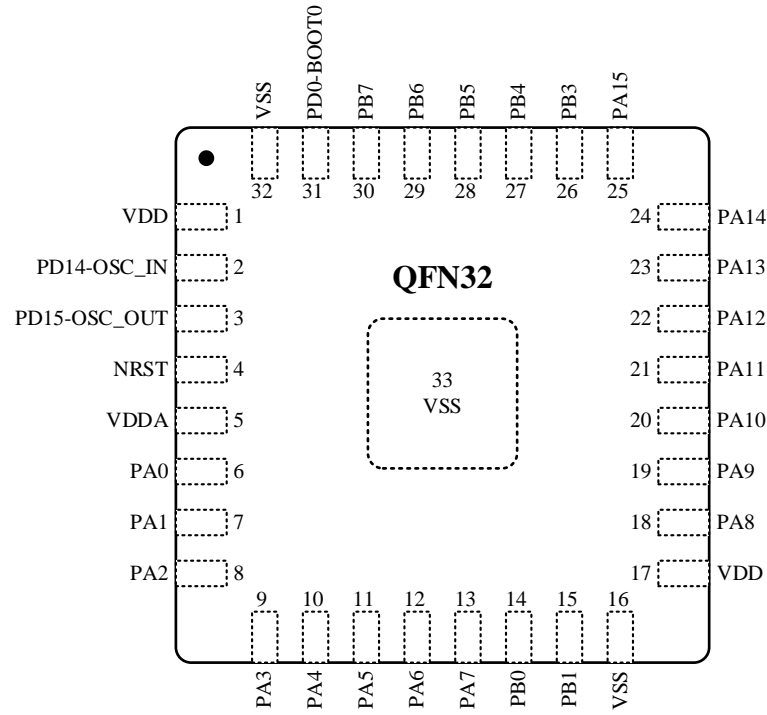 VSS
PD0-BOOT0
PB7
PB6
PB5
PB4
PB3
PA15
32 31 30 29 28 27 26 25
VDD 1 24 PA14
PD14-OSC_IN 2 23 PA13
QFN32
PD15-OSC_OUT 3 22 PA12
NRST 4 33 21 PA11
VSS
VDDA 5 20 PA10
PA0 6 19 PA9
PA1 7 18 PA8
PA2 8 17 VDD
9 10 11 12 13 14 15 16
PA3
PA4
PA5
PA6
PA7
PB0
PB1
VSS